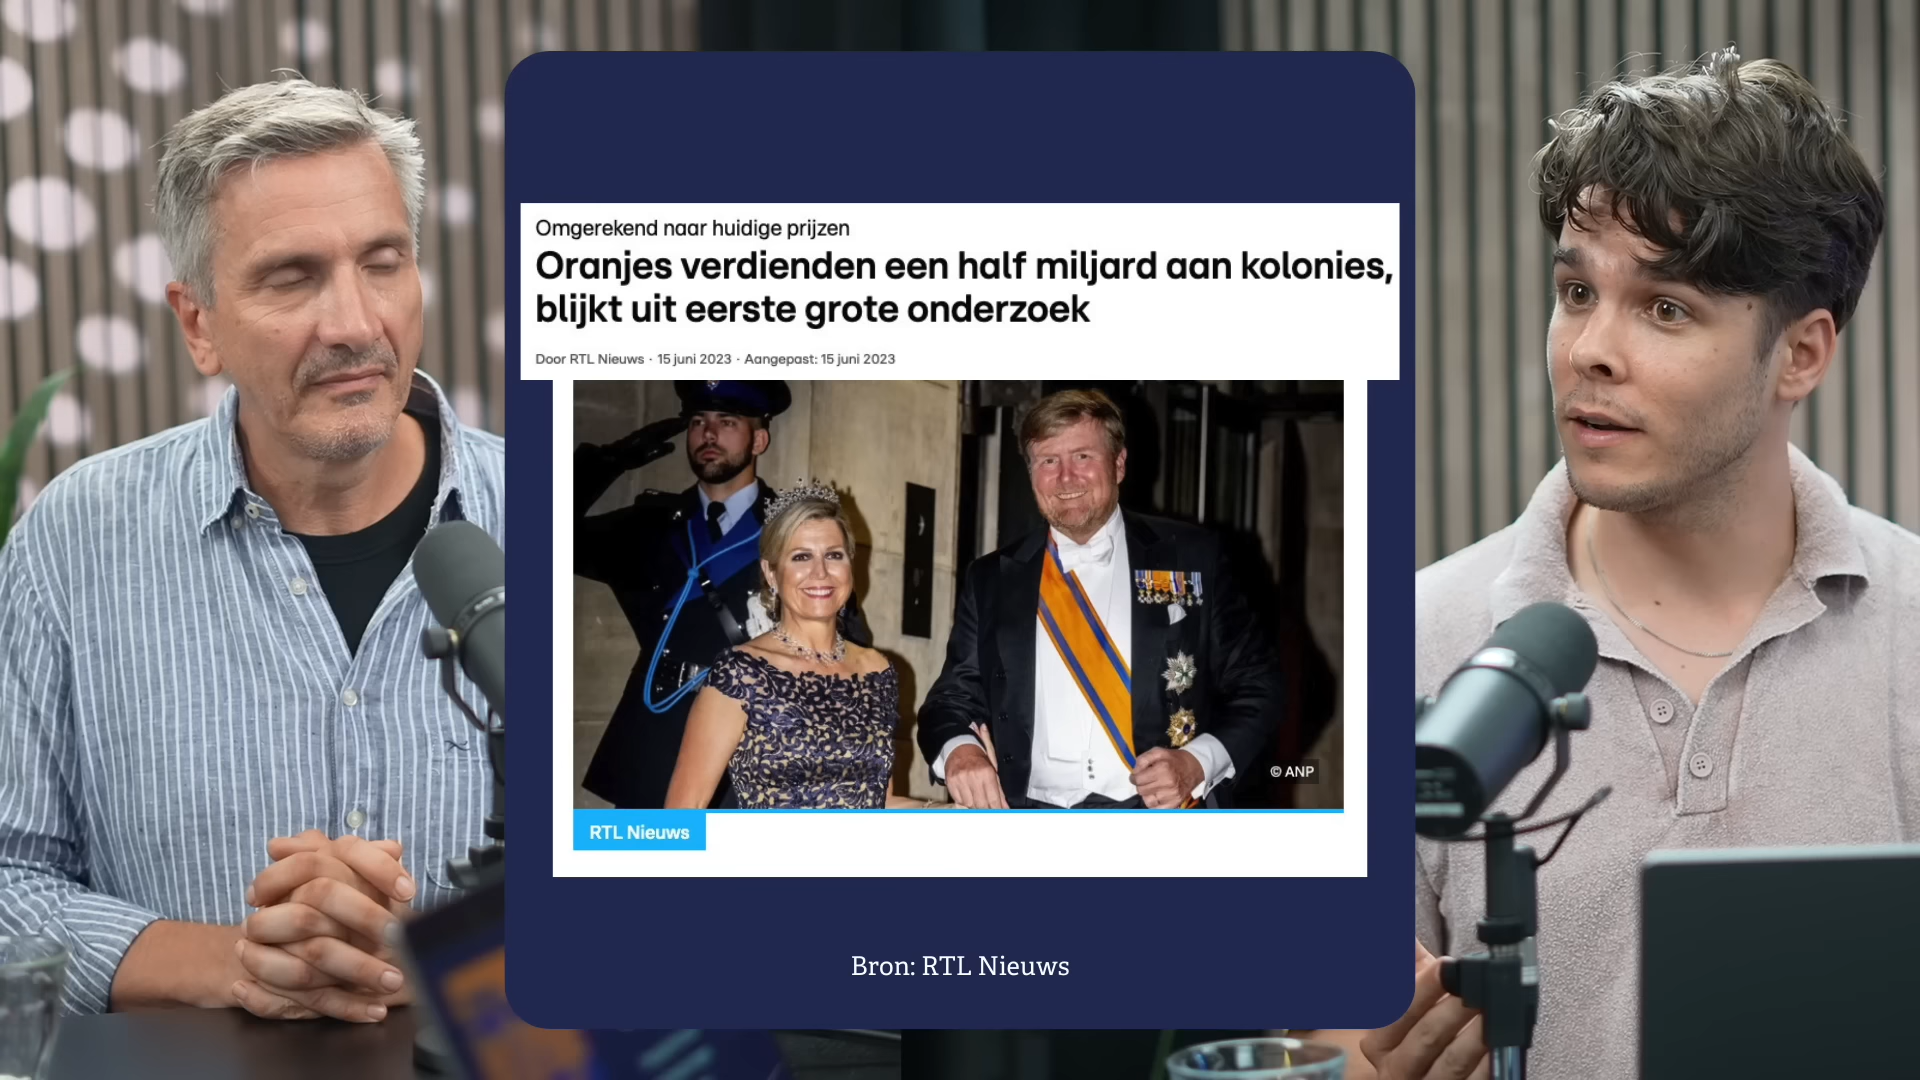 Omgerekend naar huidige prijzen
Oranjes verdienden een half miljard aan kolonies,
blijkt uit eerste grote onderzoek
Door RTL Nieuws · 15 juni 2023 · Aangepast: 15 juni 2023
© ANP
RTL Nieuws
Bron: RTL Nieuws